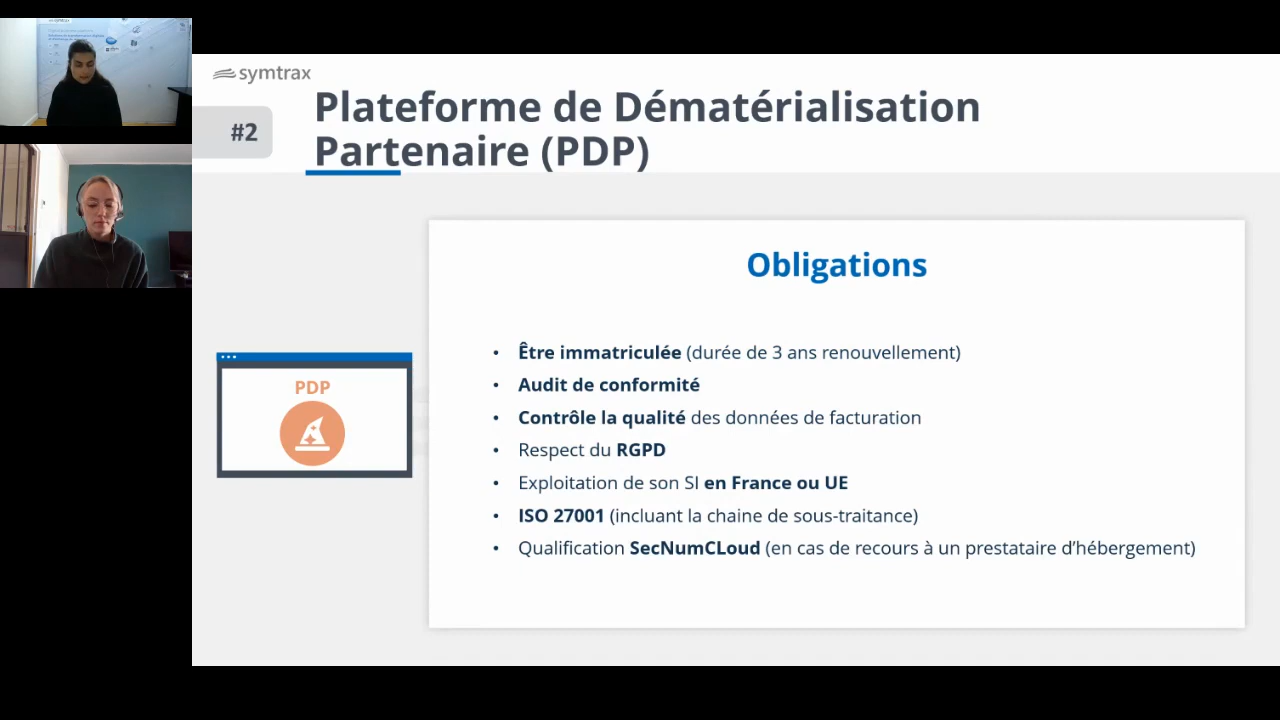 symtrax
#2
Plateforme de Dématérialisation
Partenaire (PDP)
Obligations
PDP
• Être immatriculée (durée de 3 ans renouvellement)
• Audit de conformité
• Contrôle la qualité des données de facturation
• Respect du RGPD
• Exploitation de son SI en France ou UE
• ISO 27001 (incluant la chaine de sous-traitance)
• Qualification SecNumCLoud (en cas de recours à un prestataire d’hébergement)